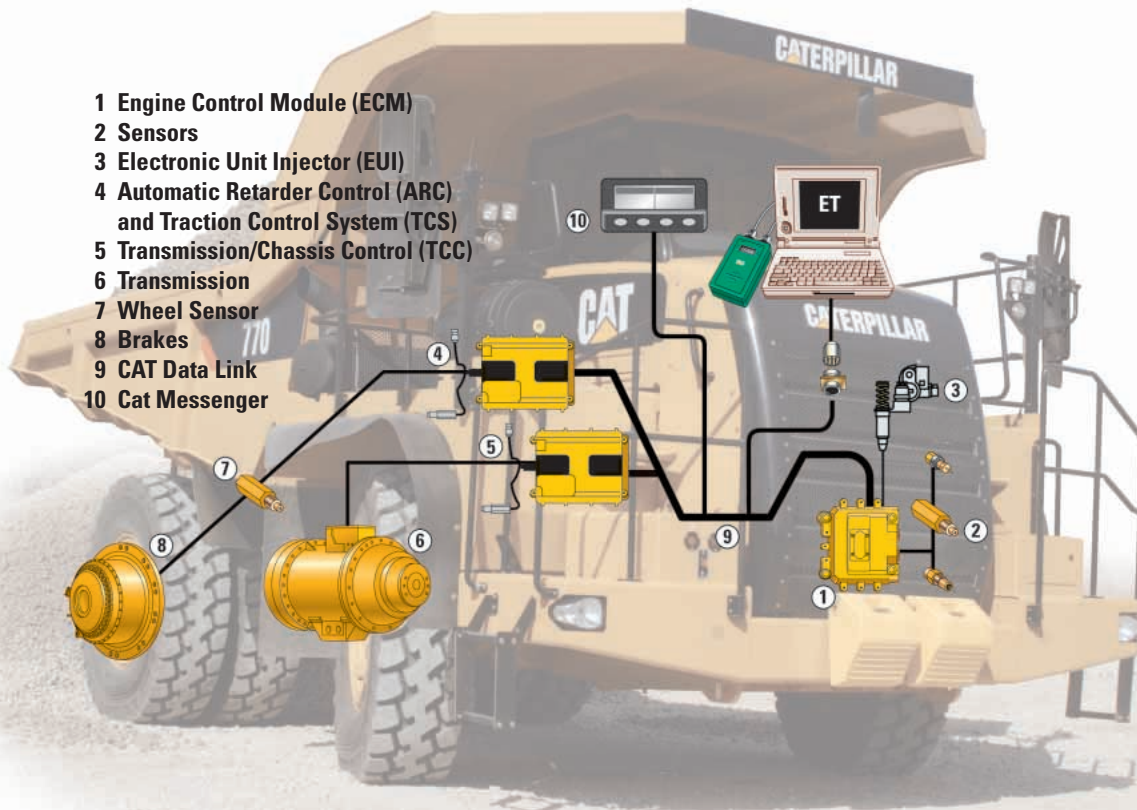 CATERPILLAR
1 Engine Control Module (ECM)
2 Sensors
3 Electronic Unit Injector (EUI)
4 Automatic Retarder Control (ARC)
and Traction Control System (TCS)
5 Transmission/Chassis Control (TCC)
6 Transmission
7 Wheel Sensor
8 Brakes
9 CAT Data Link
10 Cat Messenger
10
ET
770
CAT
CATERPILLAR
4
3
5
7
8
6
9
2
1